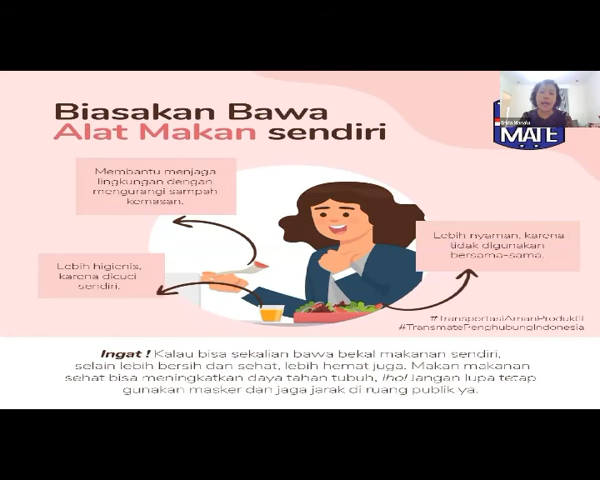 Biasakan Bawa
Alat Makan sendiri
MATE
Membantu menjaga
lingkungan dengan
mengurangi sampah
kemasan.
Lebih nyaman, karena
tidak digunakan
bersama-sama.
Lebih higienis,
karena dicuci
sendiri.
#TransportasiAmanProduktif
#TransmatePenghubungIndonesia
Ingat ! Kalau bisa sekalian bawa bekal makanan sendiri,
selain lebih bersih dan sehat, lebih hemat juga. Makan makanan
sehat bisa meningkatkan daya tahan tubuh, lho! Jangan lupa tetap
gunakan masker dan jaga jarak di ruang publik ya.